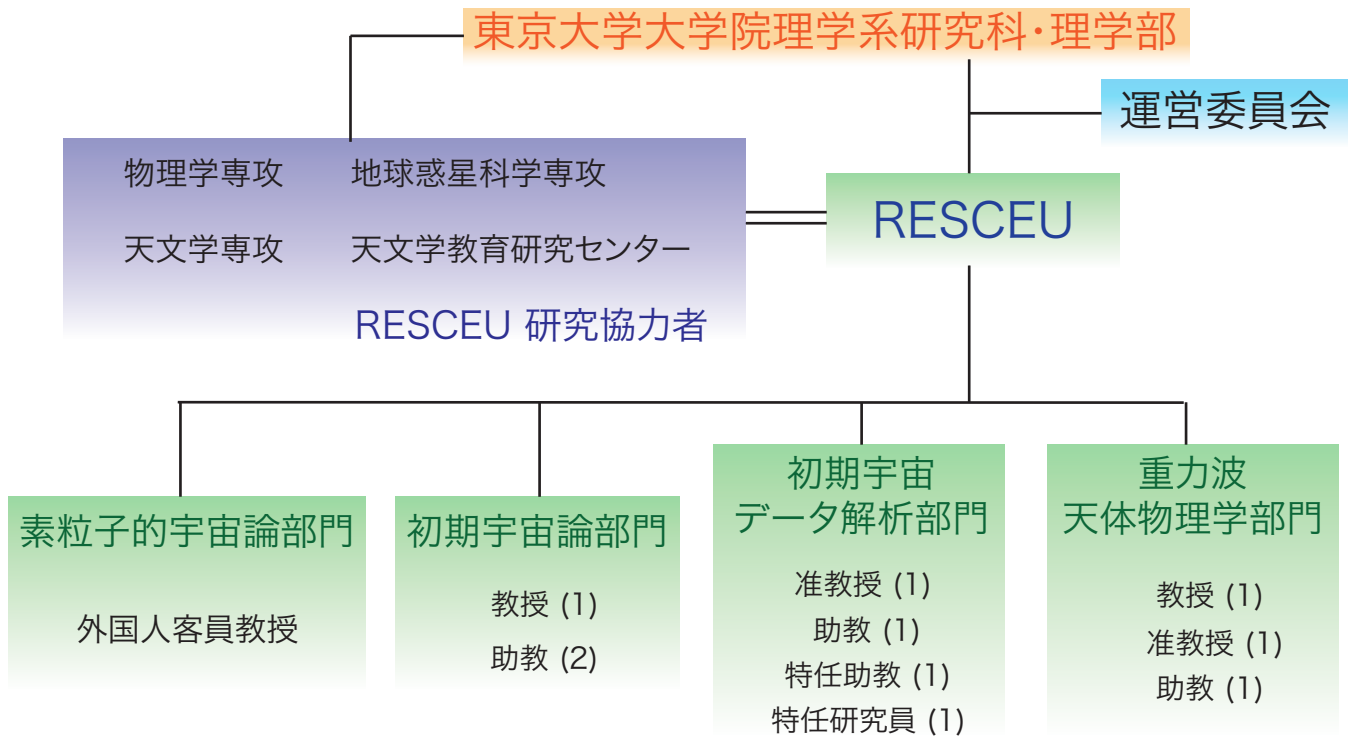 東京大学大学院理学系研究科・理学部
運営委員会
物理学専攻 地球惑星科学専攻
天文学専攻 天文学教育研究センター
RESCEU 研究協力者
RESCEU
素粒子的宇宙論部門
外国人客員教授
初期宇宙論部門
教授 (1)
助教 (2)
初期宇宙
データ解析部門
准教授 (1)
助教 (1)
特任助教 (1)
特任研究員 (1)
重力波
天体物理学部門
教授 (1)
准教授 (1)
助教 (1)